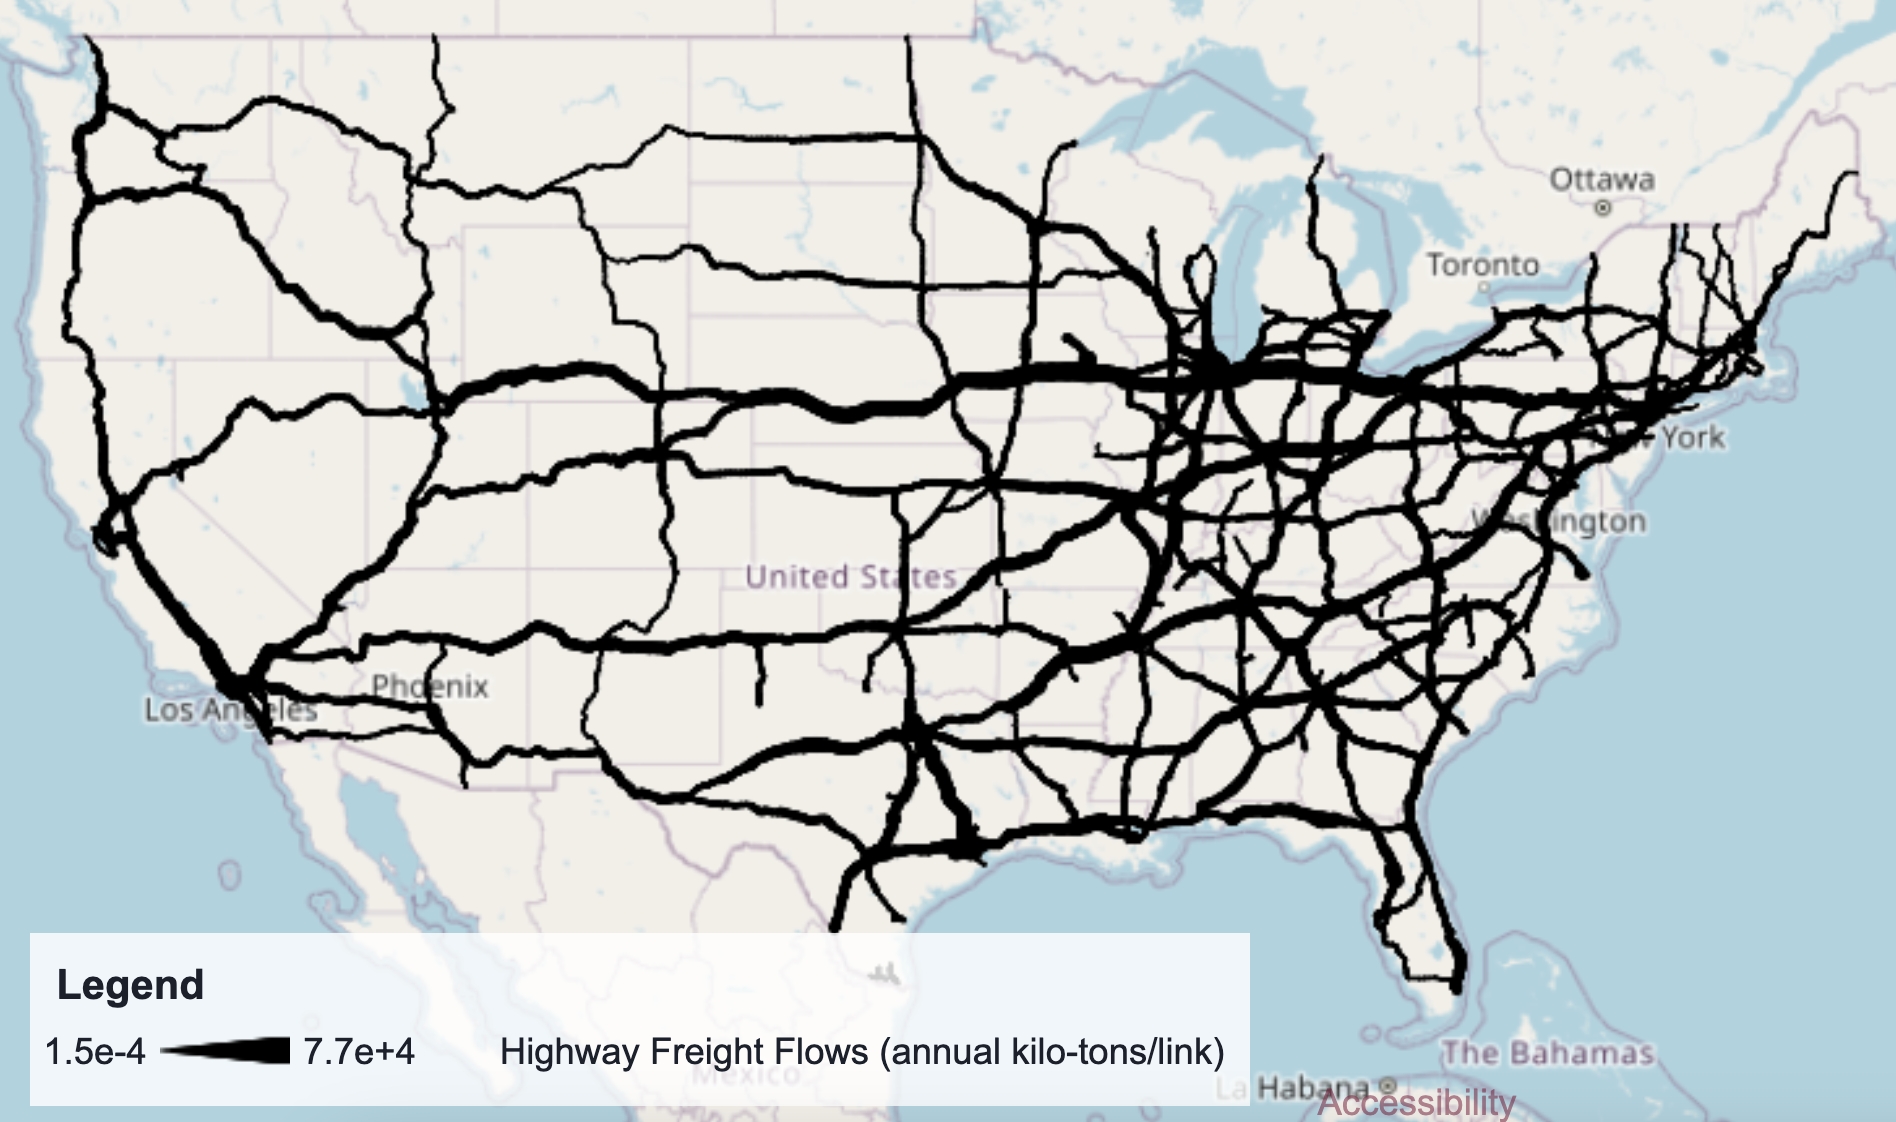 Ottawa
Toronto
New York
Washington
United States
Phoenix
Los Angeles
Legend
1.5e-4 7.7e+4 Highway Freight Flows (annual kilo-tons/link)
Mexico
The Bahamas
La Habana
Accessibility